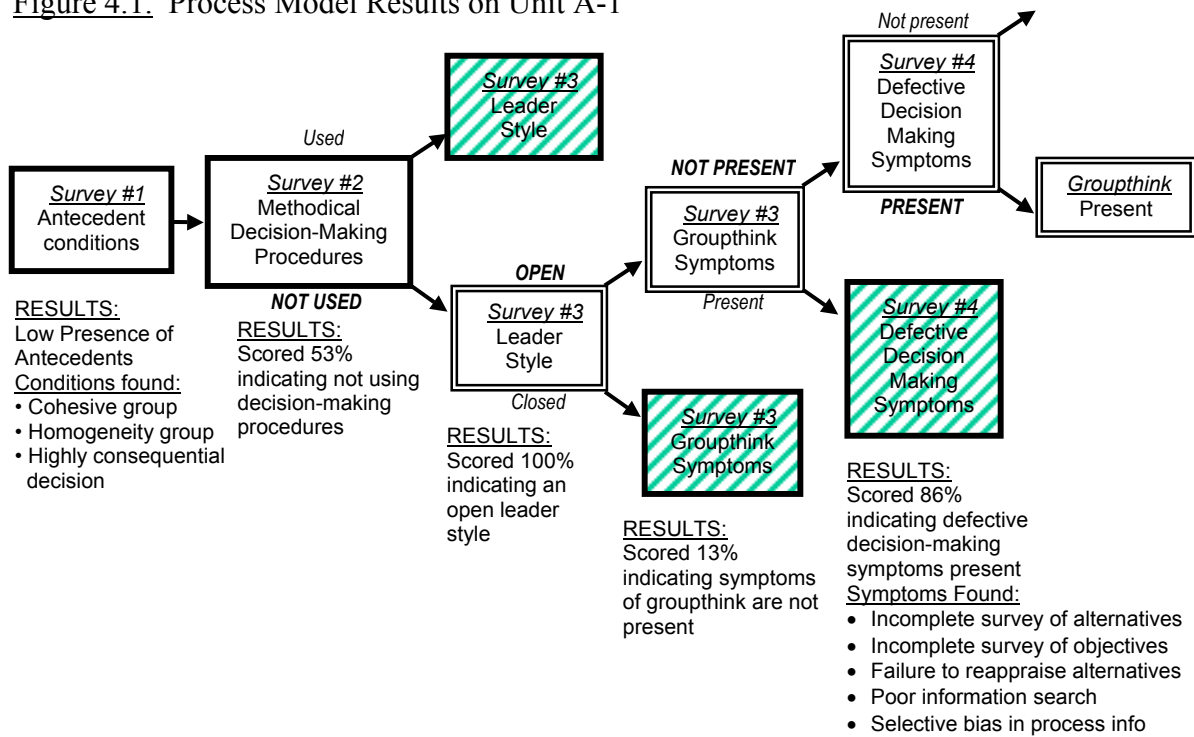 Figure 4.1. Process Model Results on Unit A-1
Not present
Survey #4
Defective
Decision
Making
Symptoms
PRESENT
Survey #3
Leader
Style
Used
Survey #1
Antecedent
conditions
Survey #2
Methodical
Decision-Making
Procedures
NOT USED
NOT PRESENT
Survey #3
Groupthink
Symptoms
Present
Groupthink
Present
OPEN
Survey #3
Leader
Style
Closed
Survey #4
Defective
Decision
Making
Symptoms
Survey #3
Groupthink
Symptoms
RESULTS:
Low Presence of
Antecedents
Conditions found:
• Cohesive group
• Homogeneity group
• Highly consequential
decision
RESULTS:
Scored 53%
indicating not using
decision-making
procedures
RESULTS:
Scored 100%
indicating an
open leader
style
RESULTS:
Scored 13%
indicating symptoms
of groupthink are not
present
RESULTS:
Scored 86%
indicating defective
decision-making
symptoms present
Symptoms Found:
• Incomplete survey of alternatives
• Incomplete survey of objectives
• Failure to reappraise alternatives
• Poor information search
• Selective bias in process info